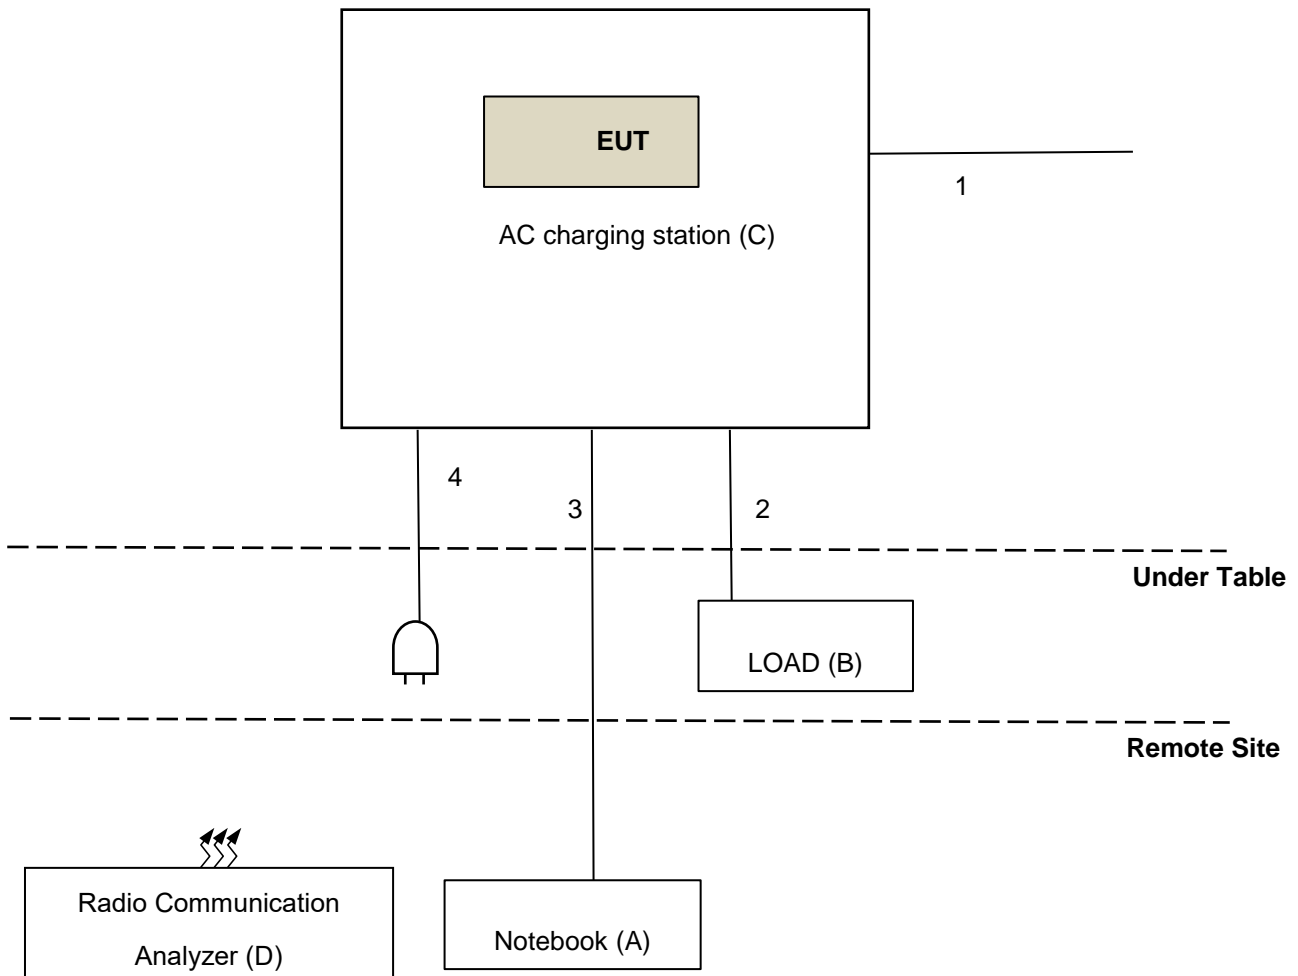 EUT
1
AC charging station (C)
4
3
2
Under Table
LOAD (B)
Remote Site
Radio Communication
Analyzer (D)
Notebook (A)